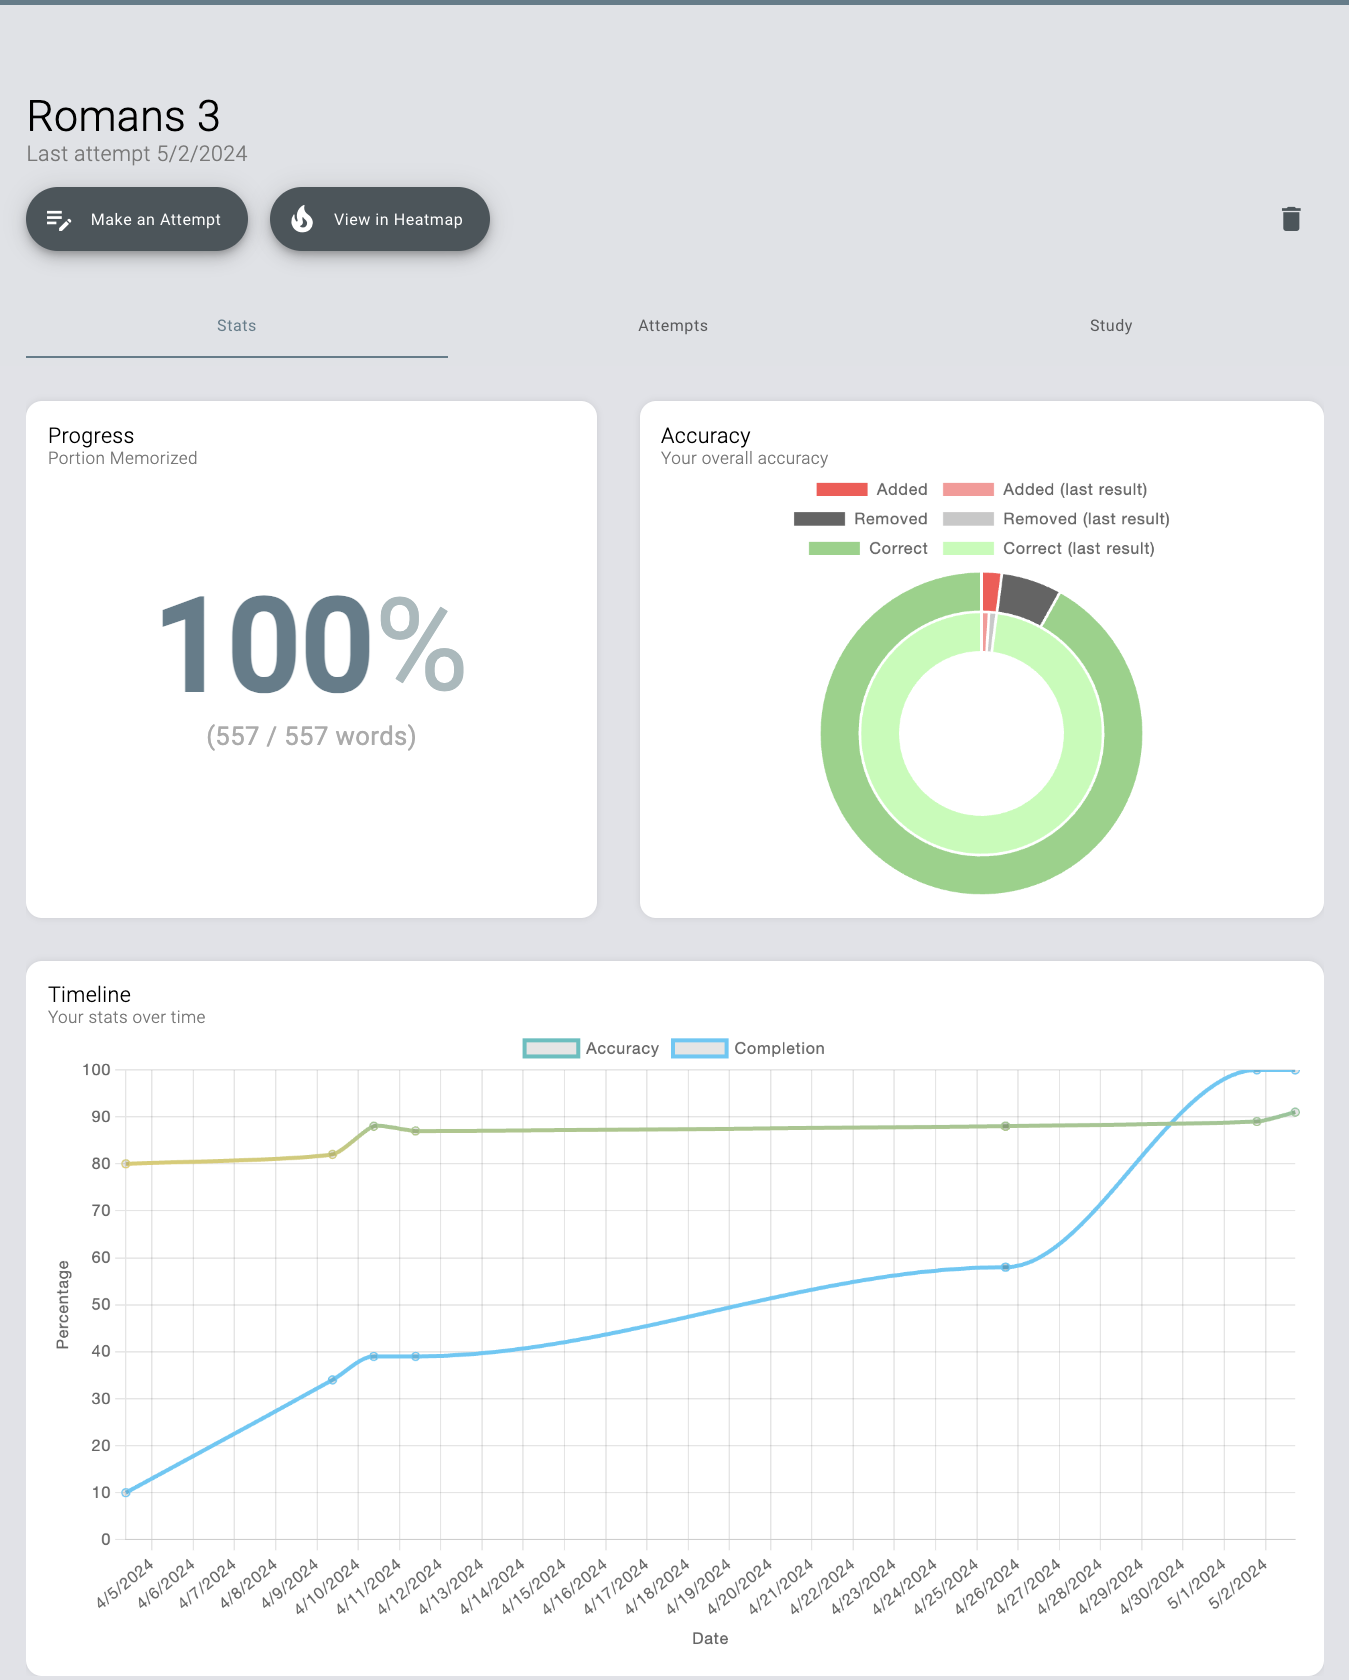 Romans 3
Last attempt 5/2/2024
Make an Attempt
View in Heatmap
Stats
Attempts
Study
Progress
Portion Memorized
100%
(557 / 557 words)
Accuracy
Your overall accuracy
Added
Added (last result)
Removed
Removed (last result)
Correct
Correct (last result)
Timeline
Your stats over time
Accuracy
Completion
100
90
80
70
60
50
40
30
20
10
0
Percentage
4/5/2024
4/6/2024
4/7/2024
4/8/2024
4/9/2024
4/10/2024
4/11/2024
4/12/2024
4/13/2024
4/14/2024
4/15/2024
4/16/2024
4/17/2024
4/18/2024
4/19/2024
4/20/2024
4/21/2024
4/22/2024
4/23/2024
4/24/2024
4/25/2024
4/26/2024
4/27/2024
4/28/2024
4/29/2024
4/30/2024
5/1/2024
5/2/2024
Date